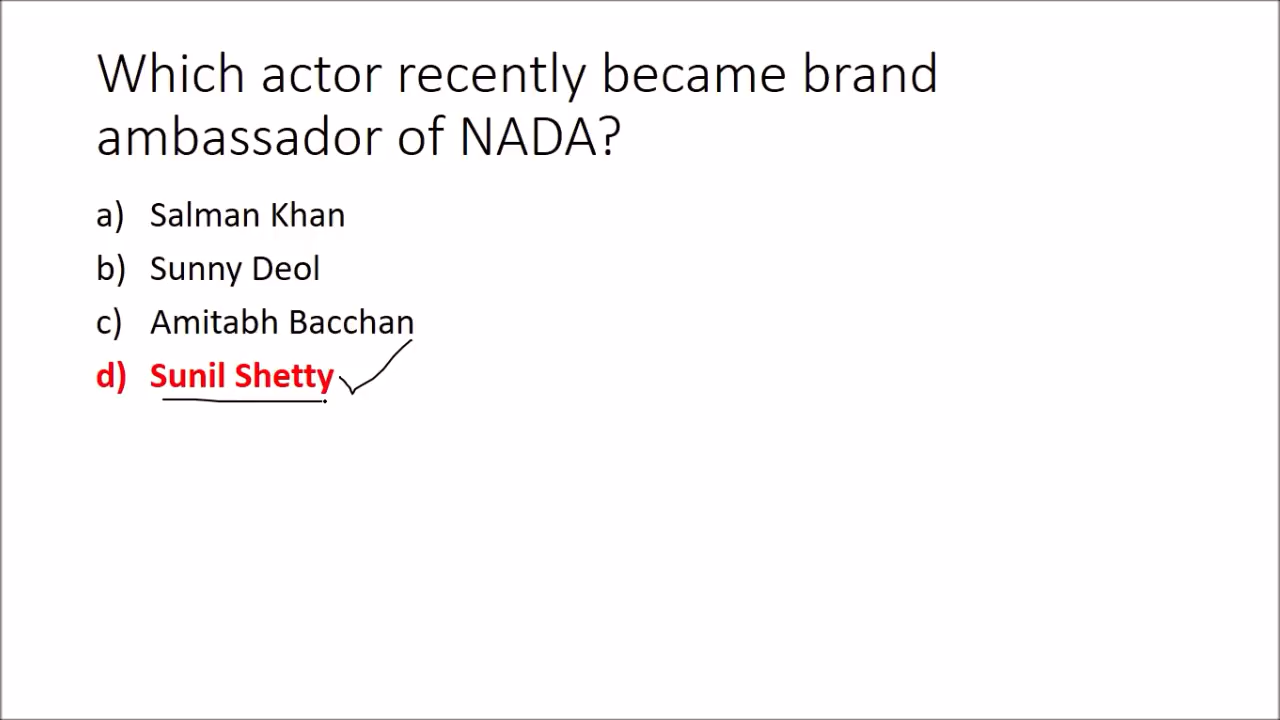 Which actor recently became brand
ambassador of NADA?
a) Salman Khan
b) Sunny Deol
c) Amitabh Bacchan
d) Sunil Shetty